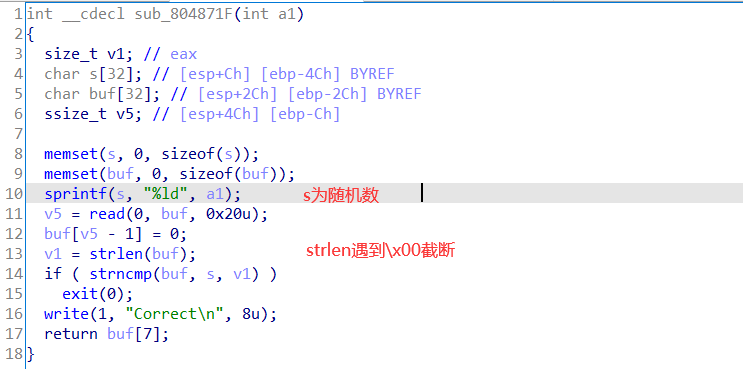 1 int __cdecl sub_804871F(int a1)
2 {
3 size_t v1; // eax
4 char s[32]; // [esp+Ch] [ebp-4Ch] BYREF
5 char buf[32]; // [esp+2Ch] [ebp-2Ch] BYREF
6 ssize_t v5; // [esp+4Ch] [ebp-Ch]
7
8 memset(s, 0, sizeof(s));
9 memset(buf, 0, sizeof(buf));
10 sprintf(s, "%ld", a1); s为随机数
11 v5 = read(0, buf, 0x20u);
12 buf[v5 - 1] = 0;
13 v1 = strlen(buf); strlen遇到\x00截断
14 if ( strncmp(buf, s, v1) )
15 exit(0);
16 write(1, "Correct\n", 8u);
17 return buf[7];
18 }